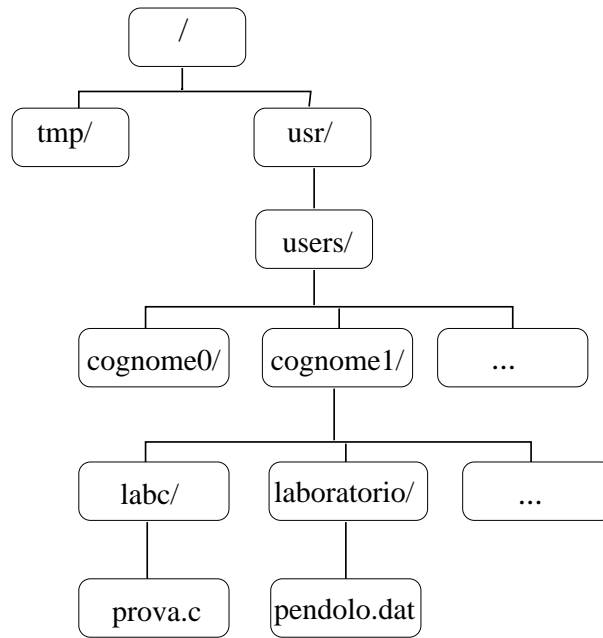 /
tmp/
usr/
users/
cognome0/
cognome1/
...
labc/
laboratorio/
...
prova.c
pendolo.dat